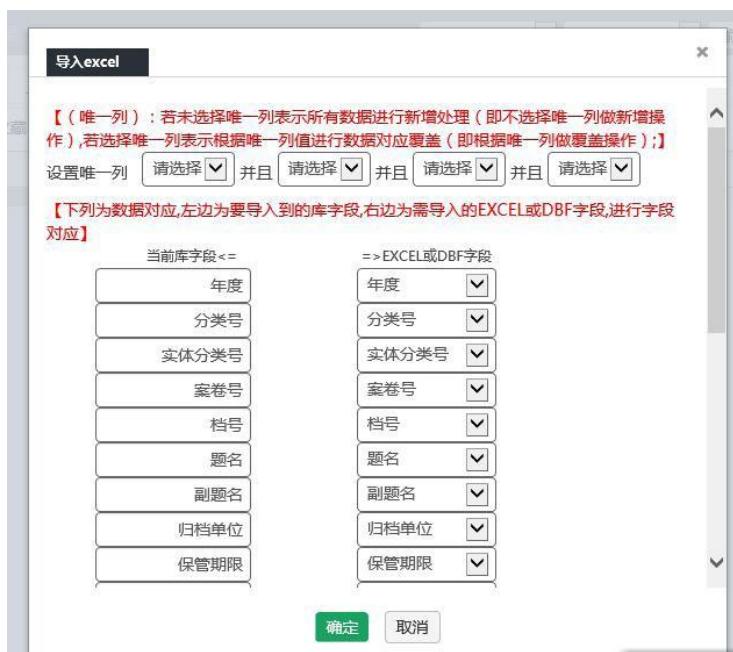 导入excel
×
【（唯一列）：若未选择唯一列表示所有数据进行新增处理（即不选择唯一列做新增操
作）,若选择唯一列表示根据唯一列值进行数据对应覆盖（即根据唯一列做覆盖操作）;】
设置唯一列 请选择 并且 请选择 并且 请选择 并且 请选择
【下列为数据对应,左边为要导入到的库字段,右边为需导入的EXCEL或DBF字段,进行字段
对应】
当前库字段<= =>EXCEL或DBF字段
年度 年度
分类号 分类号
实体分类号 实体分类号
案卷号 案卷号
档号 档号
题名 题名
副题名 副题名
归档单位 归档单位
保管期限 保管期限
确定 取消